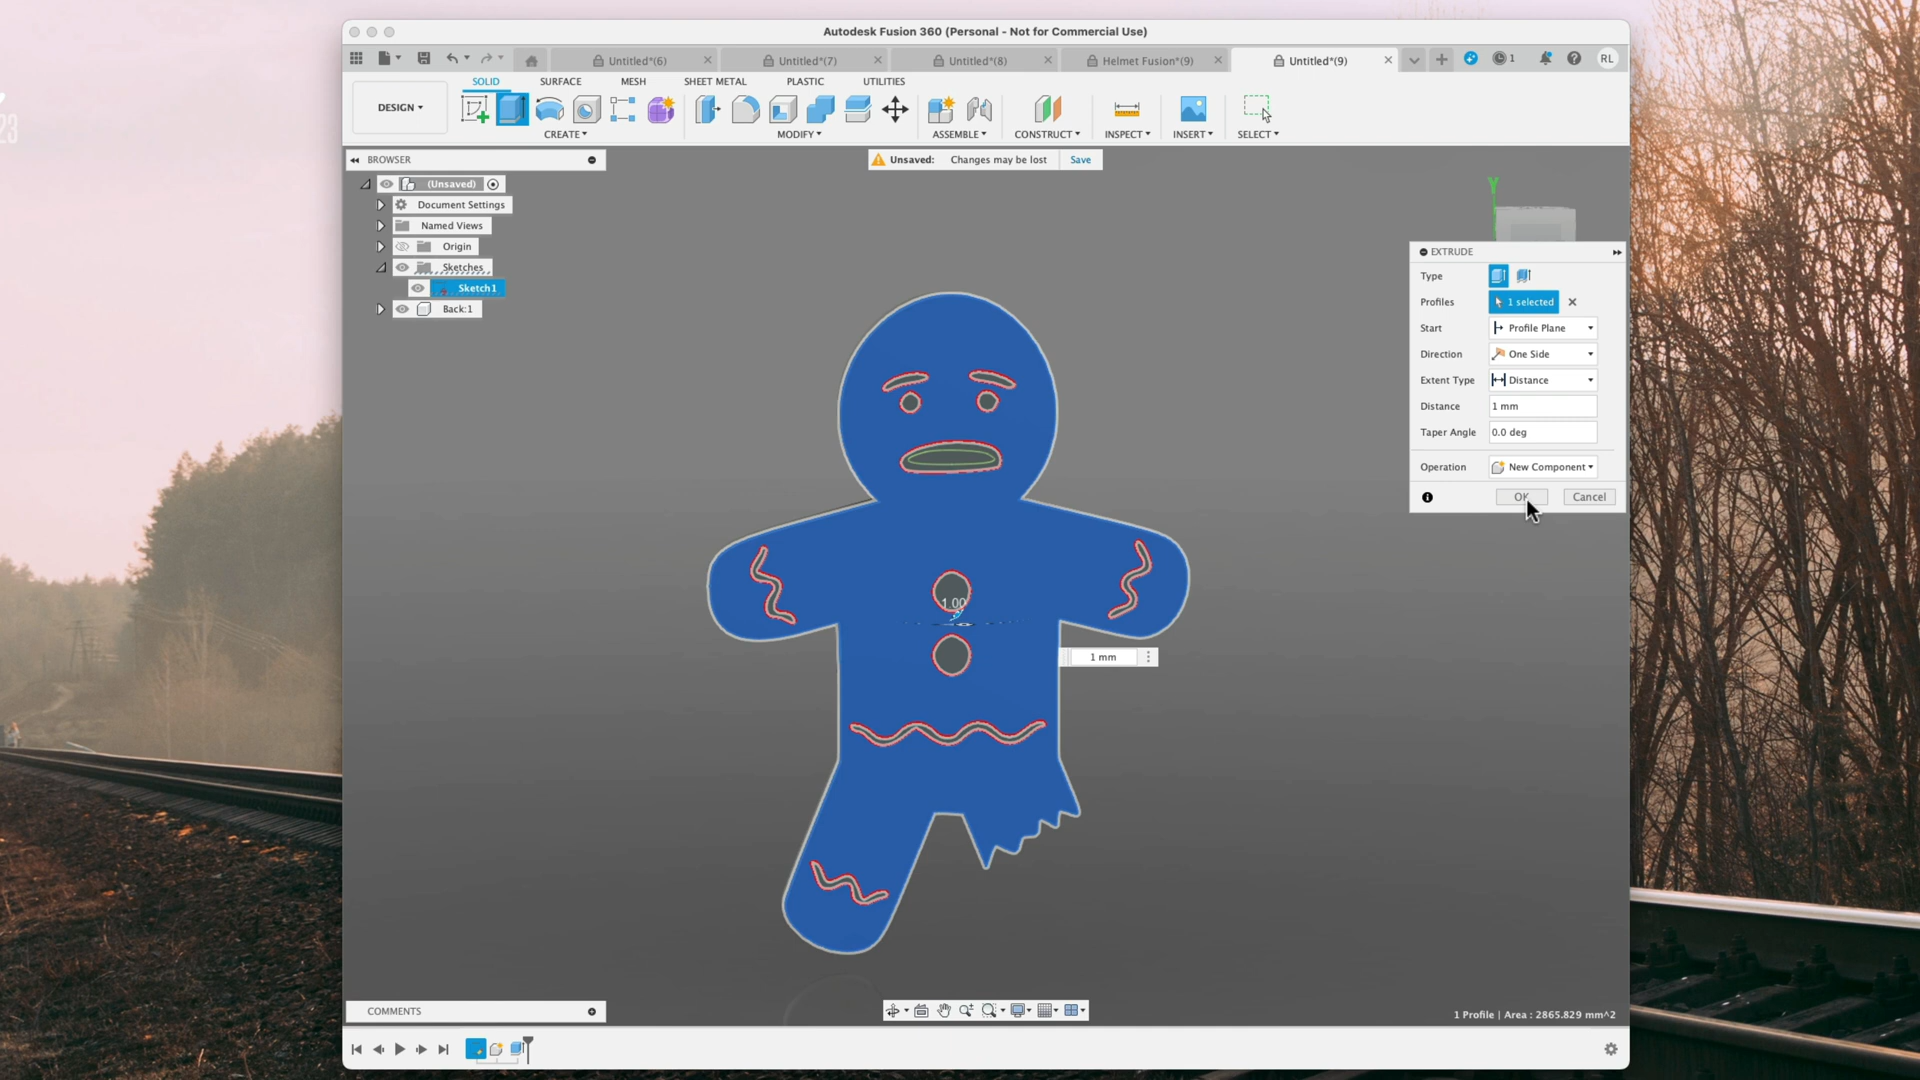 23
Autodesk Fusion 360 (Personal - Not for Commercial Use)
Untitled*(6)
Untitled*(7)
Untitled*(8)
Helmet Fusion*(9)
Untitled*(9)
1
RL
SOLID
SURFACE
MESH
SHEET METAL
PLASTIC
UTILITIES
DESIGN
CREATE
MODIFY
ASSEMBLE
CONSTRUCT
INSPECT
INSERT
SELECT
BROWSER
Unsaved: Changes may be lost
Save
(Unsaved)
Document Settings
Named Views
Origin
Sketches
Sketch1
Back:1
Y
EXTRUDE
Type
Profiles
1 selected
Start
Profile Plane
Direction
One Side
Extent Type
Distance
Distance
1 mm
Taper Angle
0.0 deg
Operation
New Component
OK
Cancel
1.00
1 mm
COMMENTS
1 Profile | Area : 2865.829 mm^2